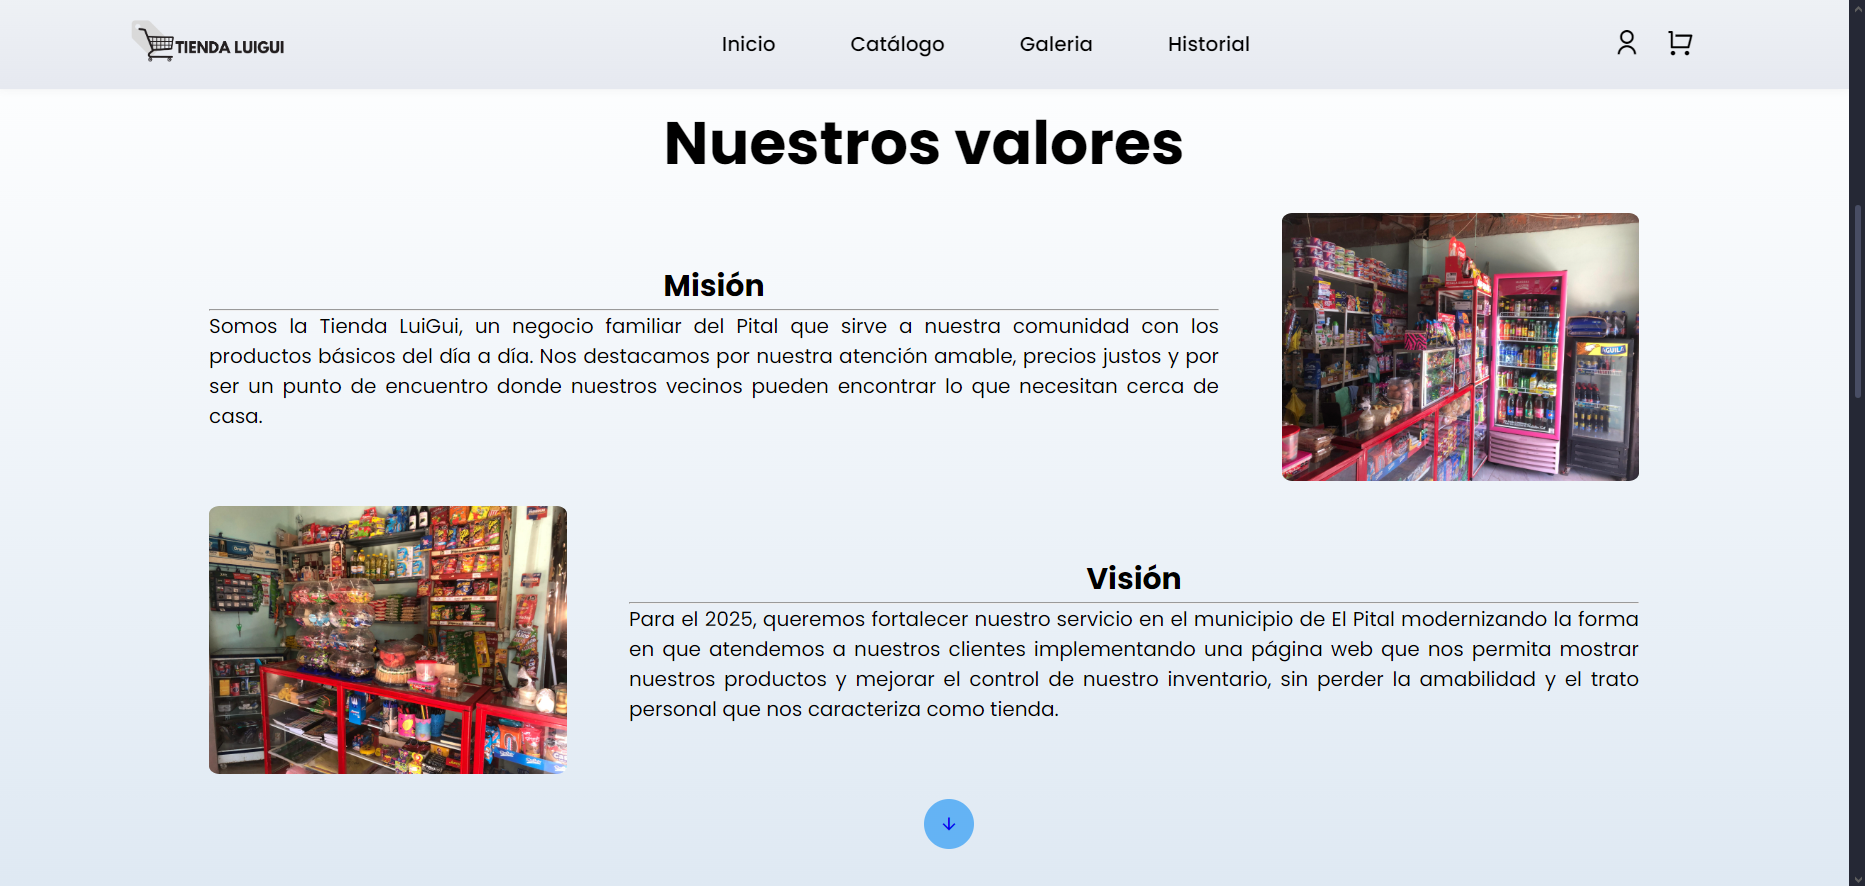 TIENDA LUIGUI
Inicio
Catálogo
Galeria
Historial
Nuestros valores
Misión
Somos la Tienda LuiGui, un negocio familiar del Pital que sirve a nuestra comunidad con los
productos básicos del día a día. Nos destacamos por nuestra atención amable, precios justos y por
ser un punto de encuentro donde nuestros vecinos pueden encontrar lo que necesitan cerca de
casa.
Visión
Para el 2025, queremos fortalecer nuestro servicio en el municipio de El Pital modernizando la forma
en que atendemos a nuestros clientes implementando una página web que nos permita mostrar
nuestros productos y mejorar el control de nuestro inventario, sin perder la amabilidad y el trato
personal que nos caracteriza como tienda.